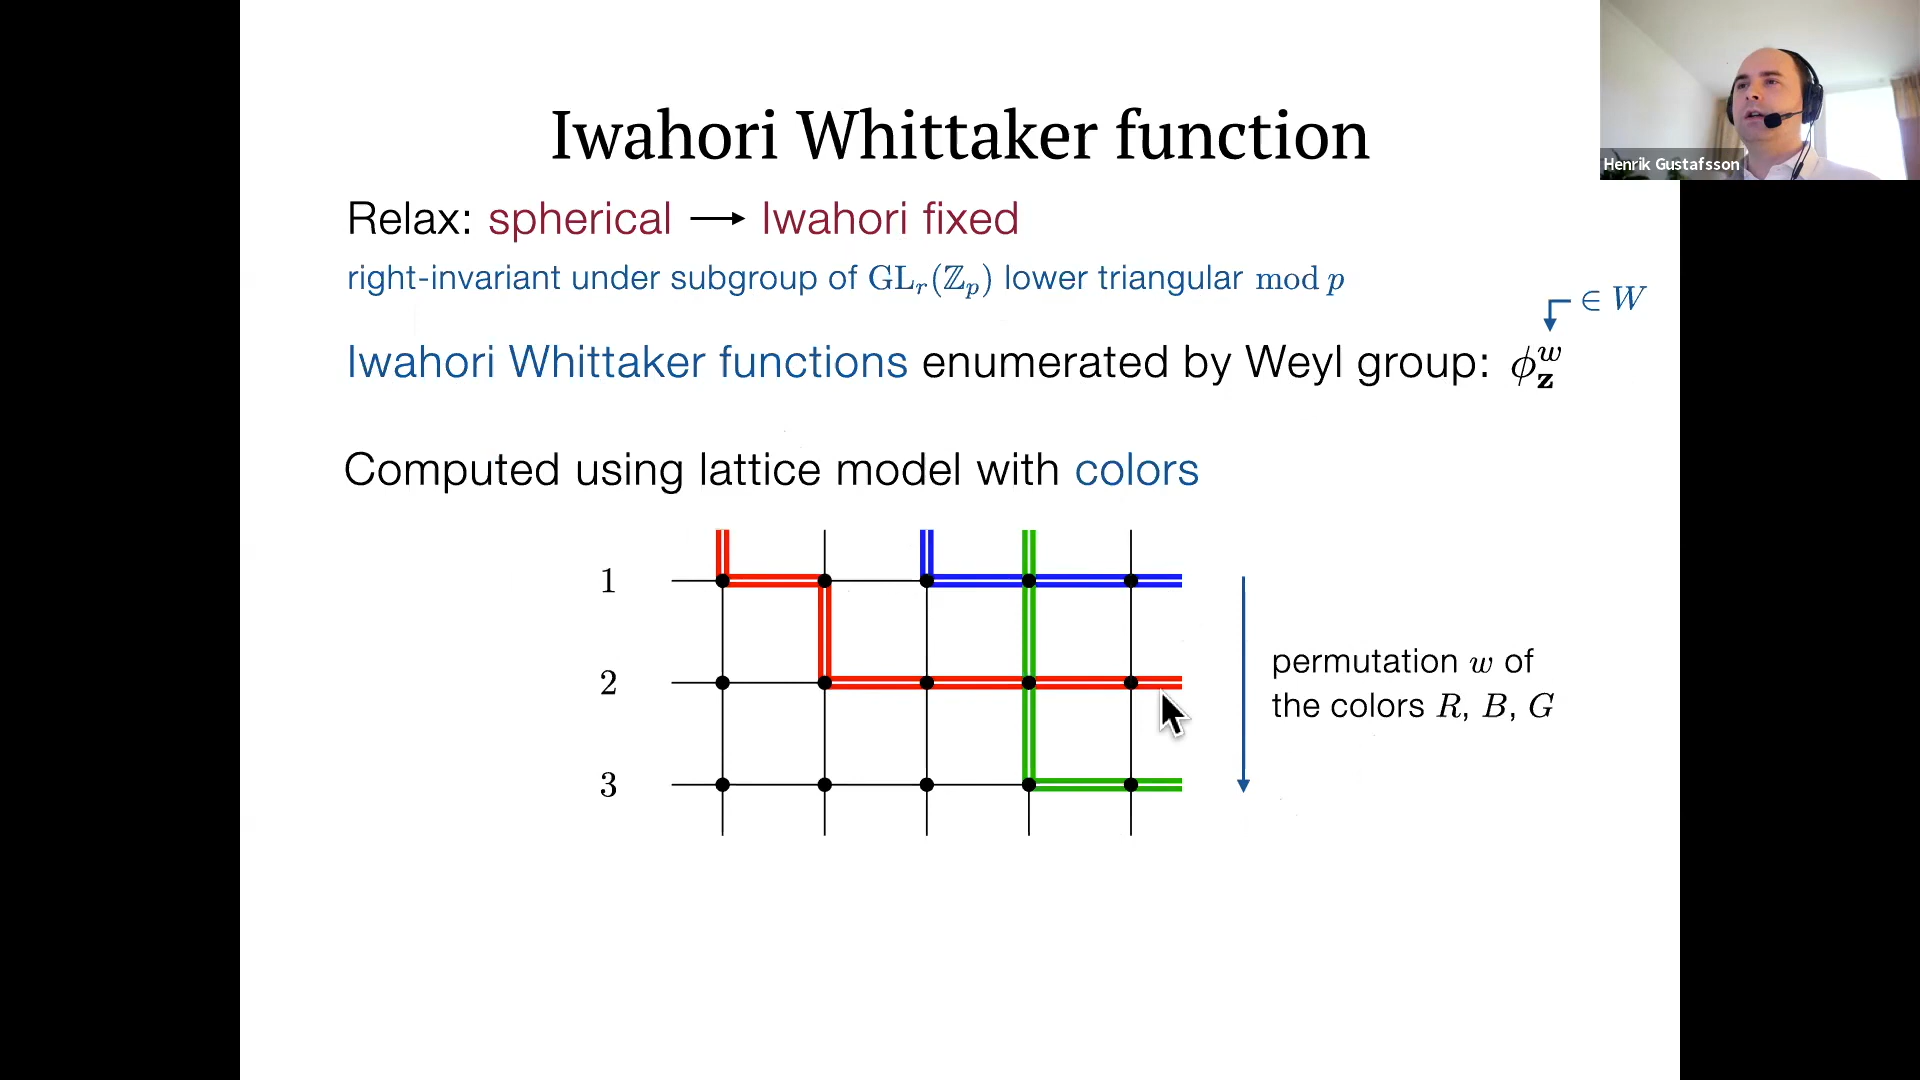 Iwahori Whittaker function
Henrik Gustafsson
Relax: spherical ⟶ Iwahori fixed
right-invariant under subgroup of GL_r(ℤ_p) lower triangular mod p
∈ W
Iwahori Whittaker functions enumerated by Weyl group: ϕ_𝐳^w
Computed using lattice model with colors
1
2
3
permutation w of
the colors R, B, G